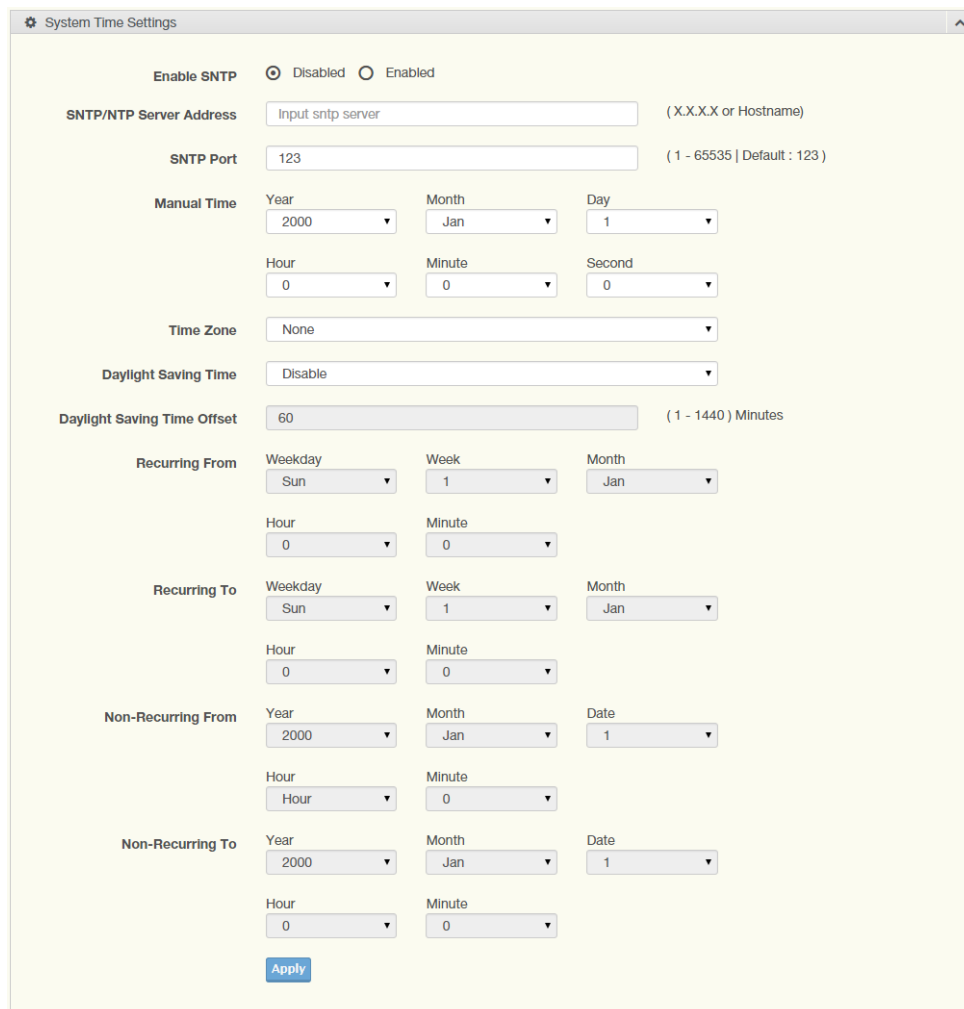 System Time Settings
Enable SNTP Disabled Enabled
SNTP/NTP Server Address Input sntp server ( X.X.X.X or Hostname)
SNTP Port 123 ( 1 - 65535 | Default : 123 )
Manual Time Year Month Day
2000 Jan 1
Hour Minute Second
0 0 0
Time Zone None
Daylight Saving Time Disable
Daylight Saving Time Offset 60 ( 1 - 1440 ) Minutes
Recurring From Weekday Week Month
Sun 1 Jan
Hour Minute
0 0
Recurring To Weekday Week Month
Sun 1 Jan
Hour Minute
0 0
Non-Recurring From Year Month Date
2000 Jan 1
Hour Minute
Hour 0
Non-Recurring To Year Month Date
2000 Jan 1
Hour Minute
0 0
Apply